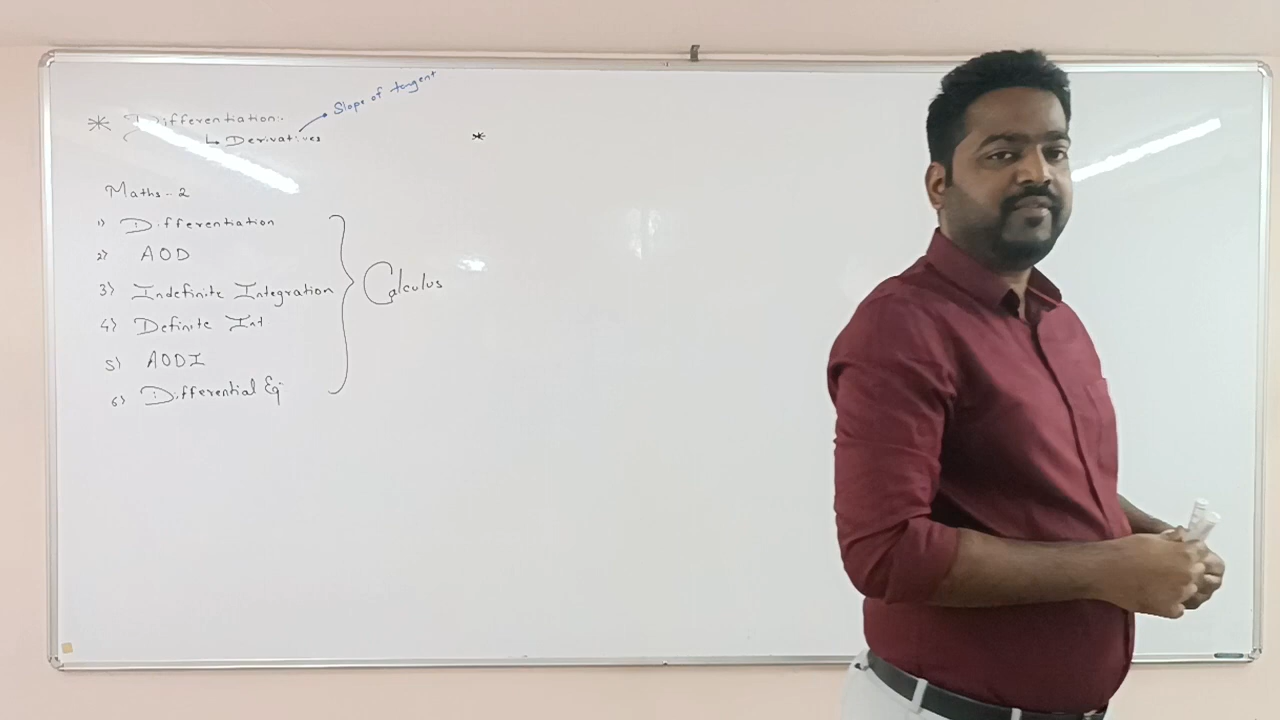 * Differentiation:-
↳ Derivatives → Slope of tangent
*
Maths - 2
1) Differentiation
2) AOD
3) Indefinite Integration
4) Definite Int
5) AODI
6) Differential Eqⁿ
} Calculus